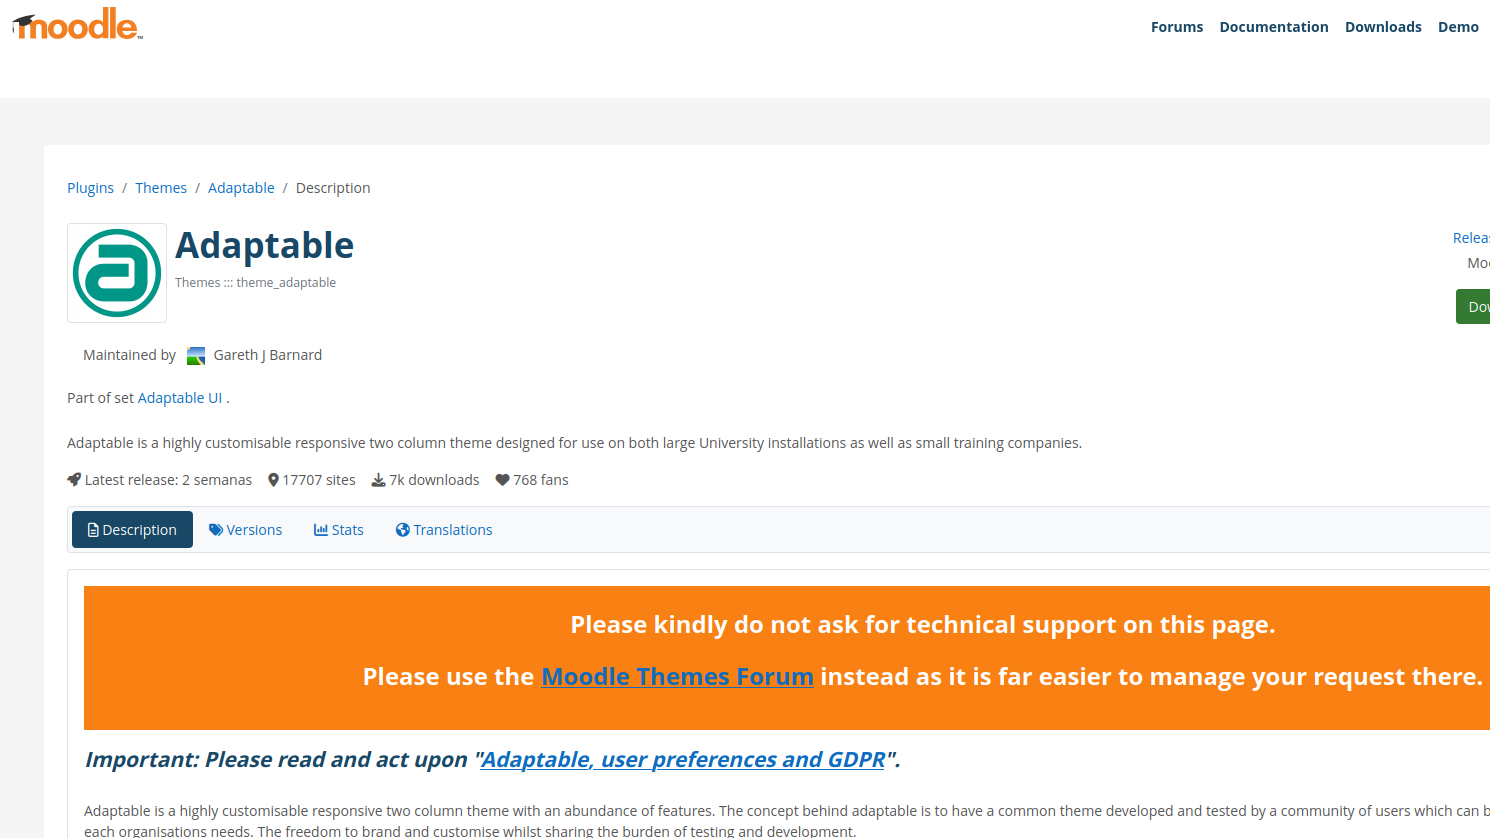 moodle™
Forums Documentation Downloads Demo
Plugins / Themes / Adaptable / Description
Adaptable
Themes ::: theme_adaptable
Maintained by Gareth J Barnard
Part of set Adaptable UI .
Adaptable is a highly customisable responsive two column theme designed for use on both large University installations as well as small training companies.
Latest release: 2 semanas 17707 sites 7k downloads 768 fans
Description Versions Stats Translations
Please kindly do not ask for technical support on this page.
Please use the Moodle Themes Forum instead as it is far easier to manage your request there.
Important: Please read and act upon "Adaptable, user preferences and GDPR".
Adaptable is a highly customisable responsive two column theme with an abundance of features. The concept behind adaptable is to have a common theme developed and tested by a community of users which can
each organisations needs. The freedom to brand and customise whilst sharing the burden of testing and development.